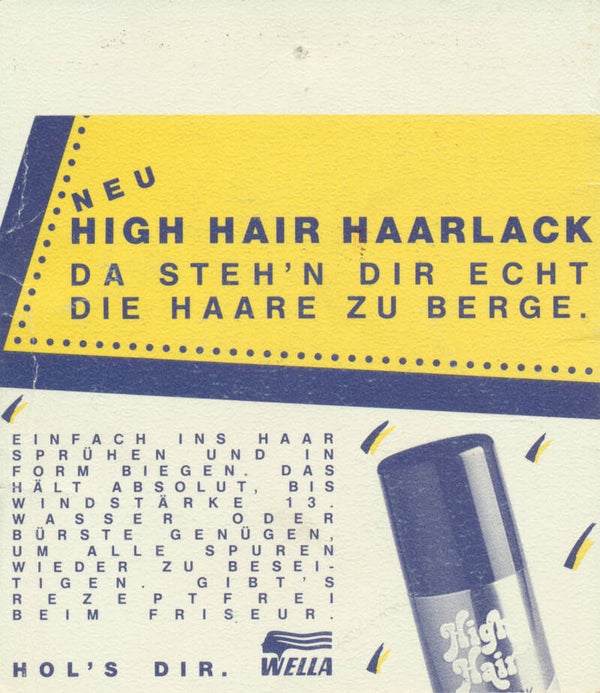 NEU
HIGH HAIR HAARLACK
DA STEH'N DIR ECHT
DIE HAARE ZU BERGE.
EINFACH INS HAAR
SPRÜHEN UND IN
FORM BIEGEN. DAS
HÄLT ABSOLUT, BIS
WINDSTÄRKE 13.
WASSER ODER
BÜRSTE GENÜGEN,
UM ALLE SPUREN
WIEDER ZU BESEI-
TIGEN. GIBT'S
REZEPTFREI
BEIM FRISEUR.
HOL'S DIR.
WELLA
High
Hair